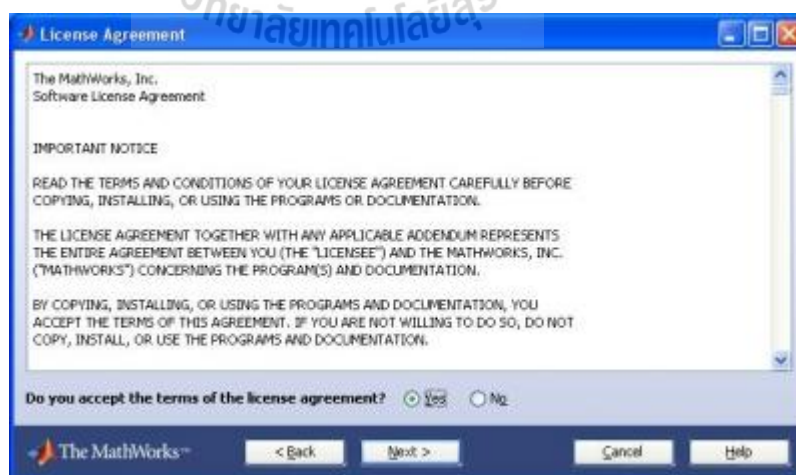 License Agreement
The MathWorks, Inc.
Software License Agreement
IMPORTANT NOTICE
READ THE TERMS AND CONDITIONS OF YOUR LICENSE AGREEMENT CAREFULLY BEFORE
COPYING, INSTALLING, OR USING THE PROGRAMS OR DOCUMENTATION.
THE LICENSE AGREEMENT TOGETHER WITH ANY APPLICABLE ADDENDUM REPRESENTS
THE ENTIRE AGREEMENT BETWEEN YOU (THE "LICENSEE") AND THE MATHWORKS, INC.
("MATHWORKS") CONCERNING THE PROGRAM(S) AND DOCUMENTATION.
BY COPYING, INSTALLING, OR USING THE PROGRAMS AND DOCUMENTATION, YOU
ACCEPT THE TERMS OF THIS AGREEMENT. IF YOU ARE NOT WILLING TO DO SO, DO NOT
COPY, INSTALL, OR USE THE PROGRAMS AND DOCUMENTATION.
Do you accept the terms of the license agreement? Yes No
The MathWorks™ < Back Next > Cancel Help